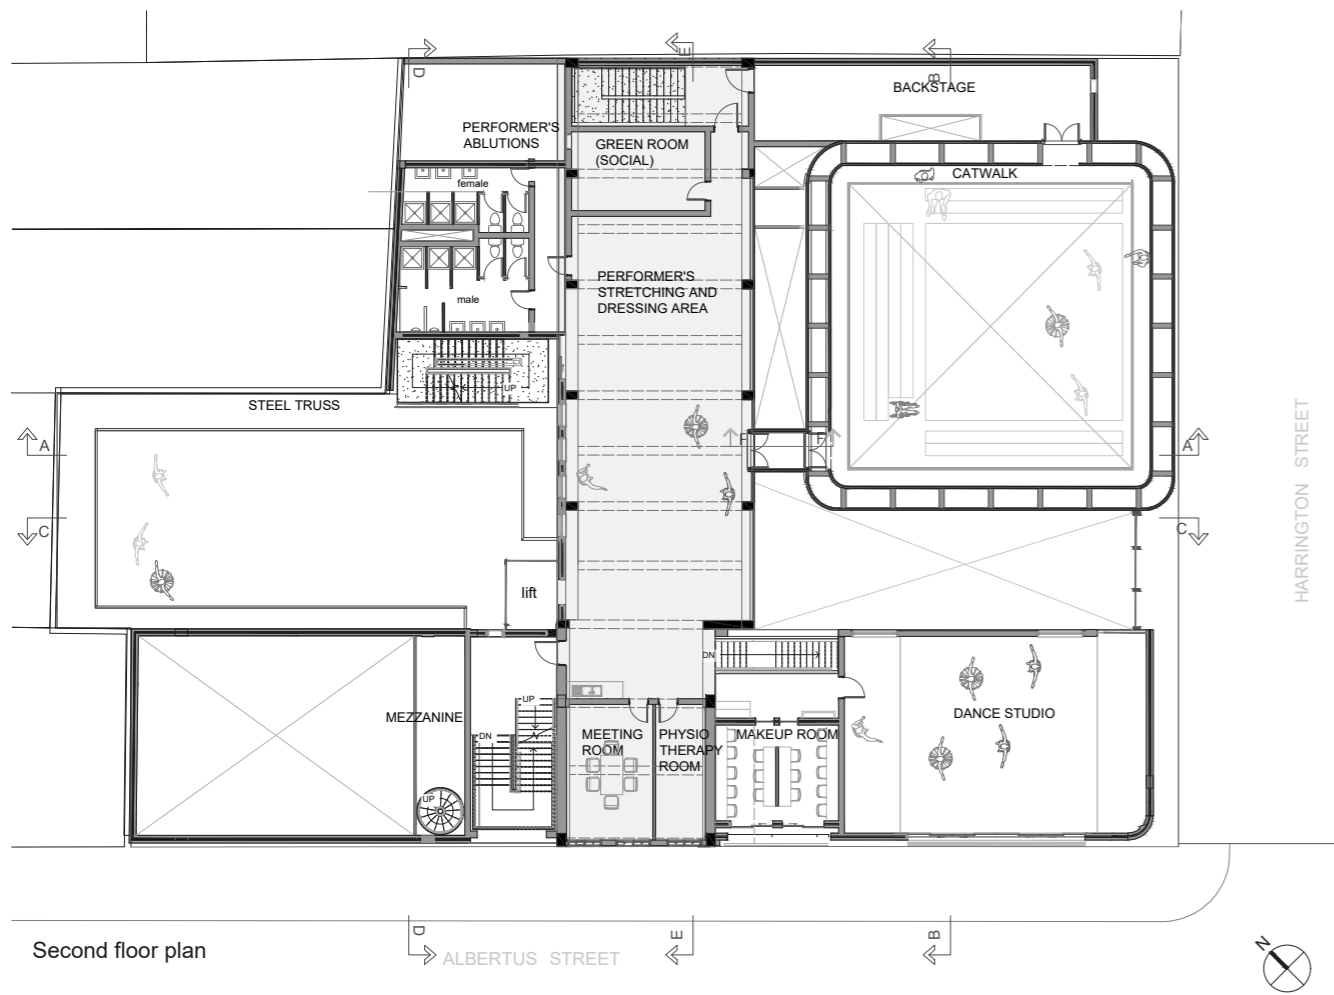 D
E
B
BACKSTAGE
PERFORMER'S
ABLUTIONS
GREEN ROOM
(SOCIAL)
CATWALK
female
PERFORMER'S
STRETCHING AND
DRESSING AREA
male
UP
STEEL TRUSS
A
F
F
A
C
C
HARRINGTON STREET
lift
DN
UP
MEZZANINE
DN
MEETING
ROOM
PHYSIO
THERAPY
ROOM
MAKEUP ROOM
DANCE STUDIO
UP
D
E
B
Second floor plan
ALBERTUS STREET
N